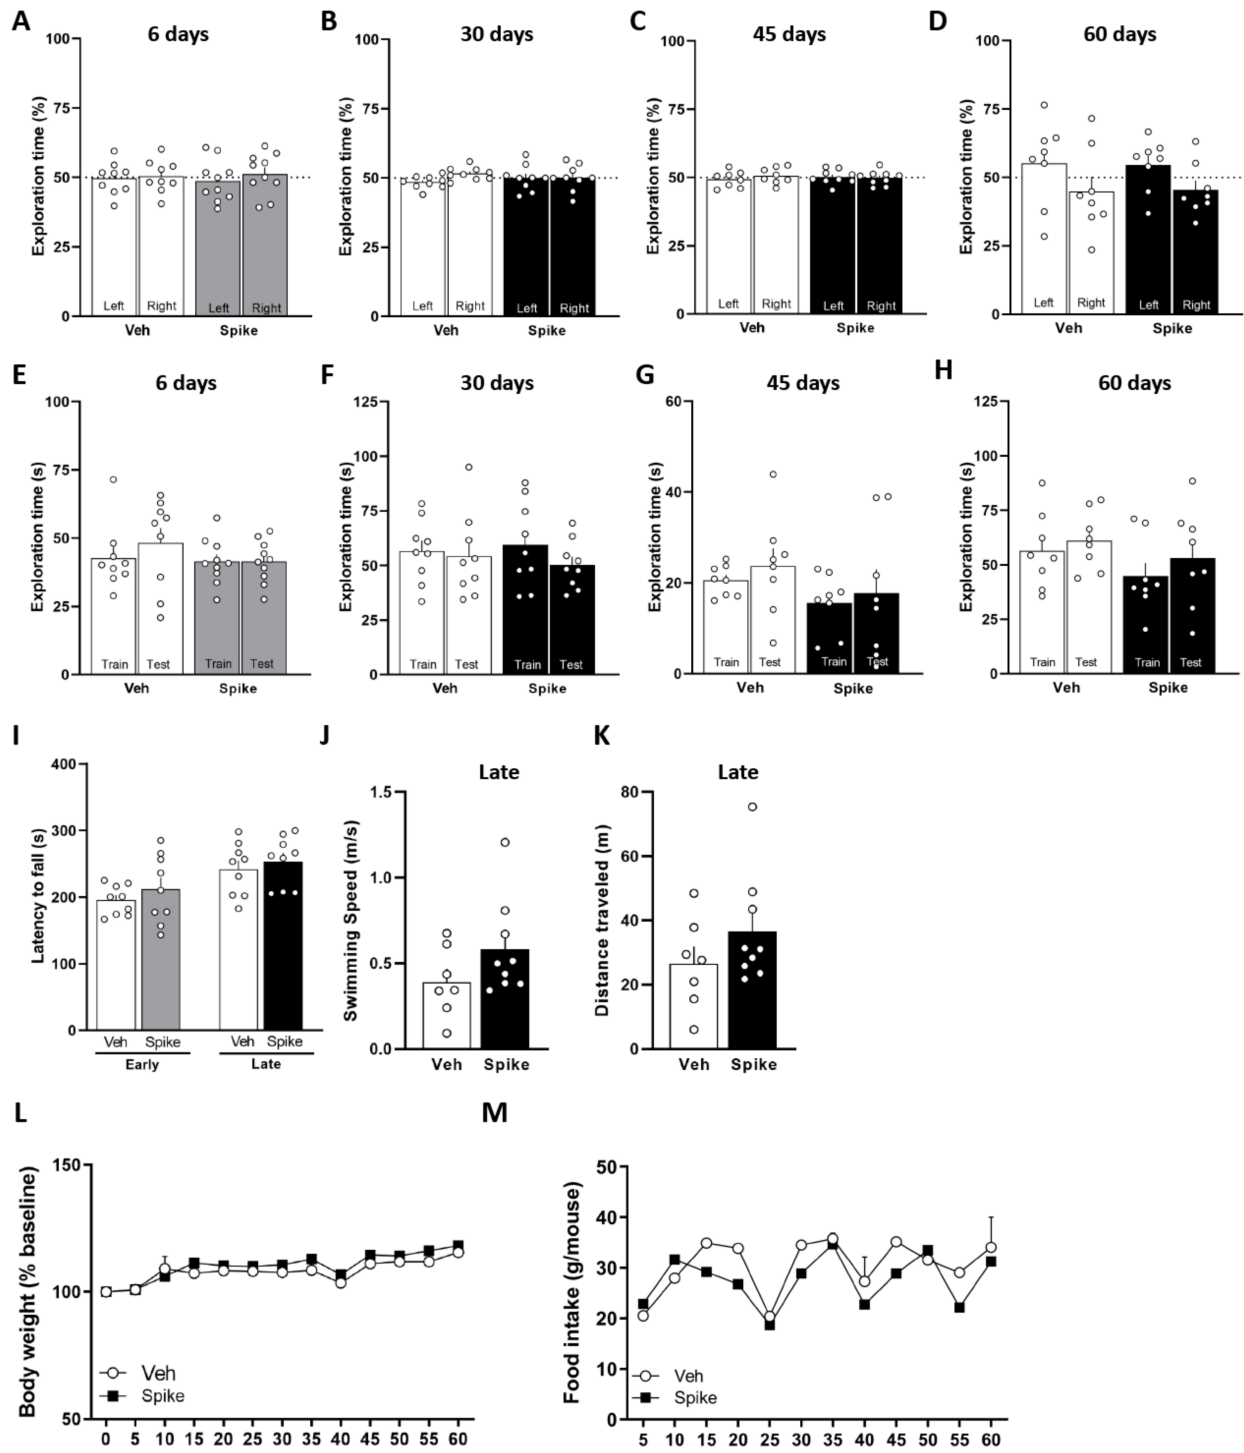 A
6 days
B
30 days
C
45 days
D
60 days
Exploration time (%)
100
75
50
25
0
Left
Right
Left
Right
Veh
Spike
Exploration time (%)
100
75
50
25
0
Left
Right
Left
Right
Veh
Spike
Exploration time (%)
100
75
50
25
0
Left
Right
Left
Right
Veh
Spike
Exploration time (%)
100
75
50
25
0
Left
Right
Left
Right
Veh
Spike
E
6 days
F
30 days
G
45 days
H
60 days
Exploration time (s)
100
75
50
25
0
Train
Test
Train
Test
Veh
Spike
Exploration time (s)
125
100
75
50
25
0
Train
Test
Train
Test
Veh
Spike
Exploration time (s)
60
40
20
0
Train
Test
Train
Test
Veh
Spike
Exploration time (s)
125
100
75
50
25
0
Train
Test
Train
Test
Veh
Spike
I
J
K
Latency to fall (s)
400
300
200
100
0
Veh Spike
Early
Veh Spike
Late
Late
Swimming Speed (m/s)
1.5
1.0
0.5
0.0
Veh
Spike
Late
Distance traveled (m)
80
60
40
20
0
Veh
Spike
L
M
Body weight (% baseline)
150
100
50
Veh
Spike
0 5 10 15 20 25 30 35 40 45 50 55 60
Food intake (g/mouse)
50
40
30
20
10
0
Veh
Spike
5 10 15 20 25 30 35 40 45 50 55 60